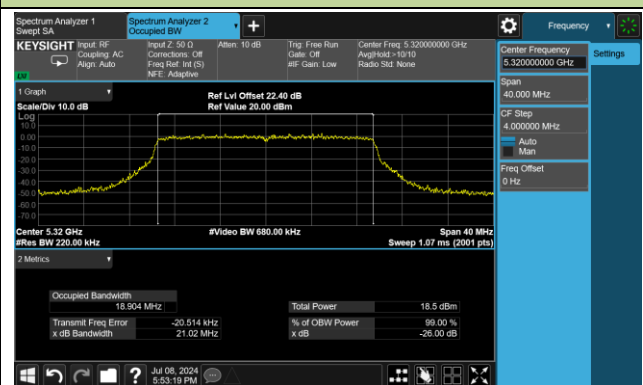 Spectrum Analyzer 1
Swept SA
Spectrum Analyzer 2
Occupied BW
Frequency
KEYSIGHT
Input: RF
Coupling: AC
Align: Auto
Input Z: 50 Ω
Corrections: Off
Freq Ref: Int (S)
NFE: Adaptive
Atten: 10 dB
Trig: Free Run
Gate: Off
#IF Gain: Low
Center Freq: 5.320000000 GHz
Avg|Hold:>10/10
Radio Std: None
Center Frequency
5.320000000 GHz
Settings
Span
40.000 MHz
CF Step
4.000000 MHz
Auto
Man
Freq Offset
0 Hz
1 Graph
Scale/Div 10.0 dB
Ref Lvl Offset 22.40 dB
Ref Value 20.00 dBm
Log
10.0
0.00
-10.0
-20.0
-30.0
-40.0
-50.0
-60.0
-70.0
Center 5.32 GHz
#Res BW 220.00 kHz
#Video BW 680.00 kHz
Span 40 MHz
Sweep 1.07 ms (2001 pts)
2 Metrics
Occupied Bandwidth
18.904 MHz
Total Power
18.5 dBm
Transmit Freq Error
-20.514 kHz
% of OBW Power
99.00 %
x dB Bandwidth
21.02 MHz
x dB
-26.00 dB
Jul 08, 2024
5:53:19 PM